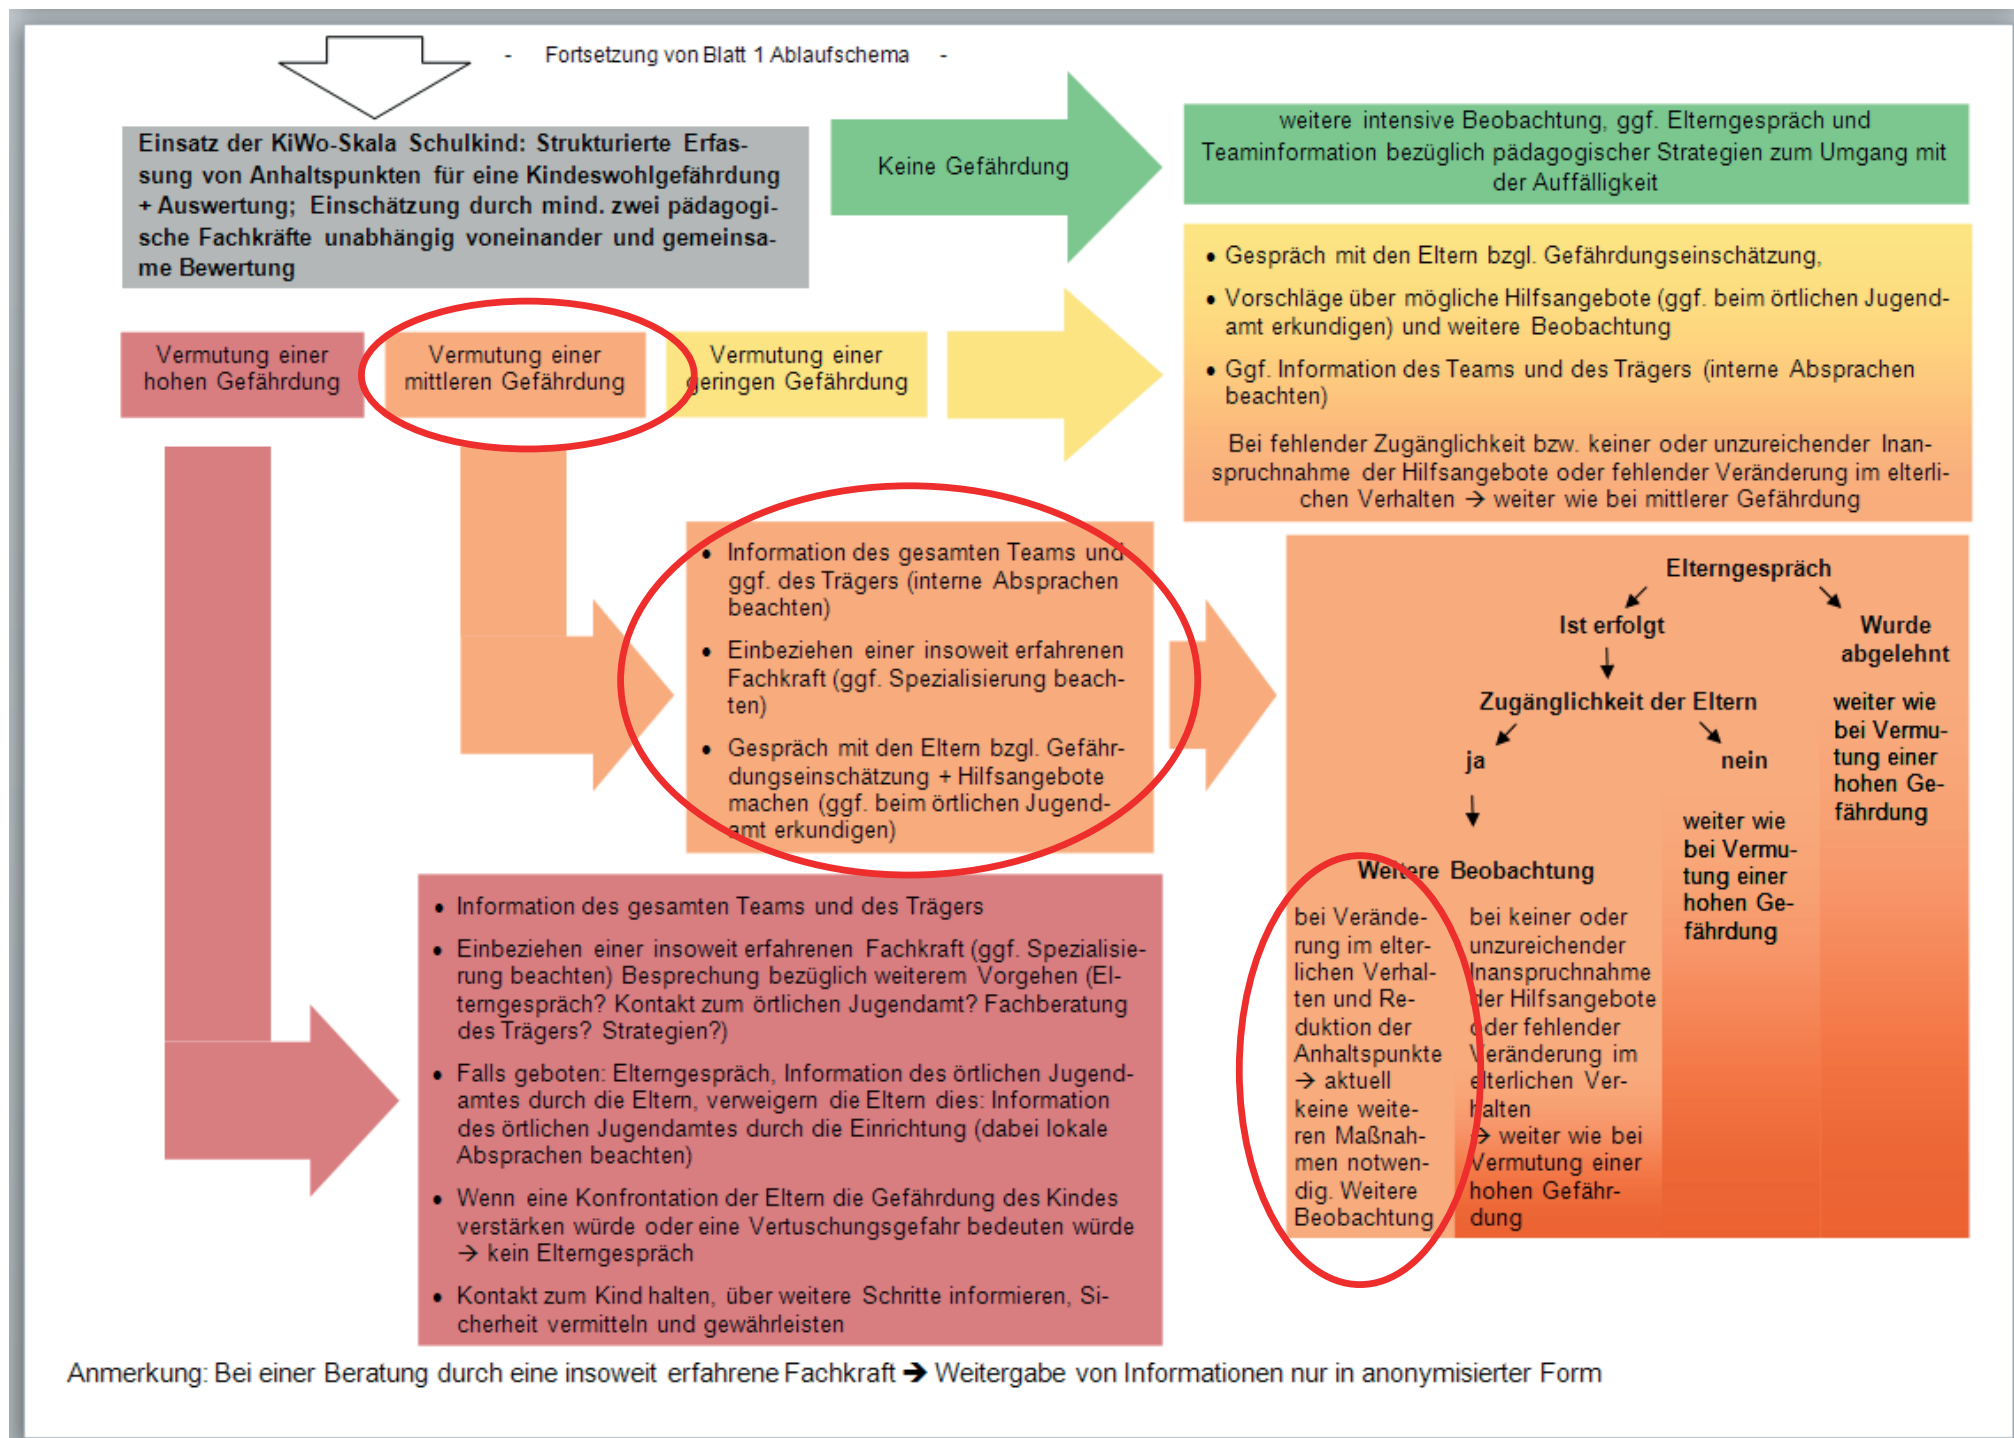 - Fortsetzung von Blatt 1 Ablaufschema -
Einsatz der KiWo-Skala Schulkind: Strukturierte Erfas-
sung von Anhaltspunkten für eine Kindeswohlgefährdung
+ Auswertung; Einschätzung durch mind. zwei pädagogi-
sche Fachkräfte unabhängig voneinander und gemeinsa-
me Bewertung
Keine Gefährdung
weitere intensive Beobachtung, ggf. Elterngespräch und
Teaminformation bezüglich pädagogischer Strategien zum Umgang mit
der Auffälligkeit
Vermutung einer
hohen Gefährdung
Vermutung einer
mittleren Gefährdung
Vermutung einer
geringen Gefährdung
• Gespräch mit den Eltern bzgl. Gefährdungseinschätzung,
• Vorschläge über mögliche Hilfsangebote (ggf. beim örtlichen Jugend-
amt erkundigen) und weitere Beobachtung
• Ggf. Information des Teams und des Trägers (interne Absprachen
beachten)
Bei fehlender Zugänglichkeit bzw. keiner oder unzureichender Inan-
spruchnahme der Hilfsangebote oder fehlender Veränderung im elterli-
chen Verhalten → weiter wie bei mittlerer Gefährdung
• Information des gesamten Teams und
ggf. des Trägers (interne Absprachen
beachten)
• Einbeziehen einer insoweit erfahrenen
Fachkraft (ggf. Spezialisierung beach-
ten)
• Gespräch mit den Eltern bzgl. Gefähr-
dungseinschätzung + Hilfsangebote
machen (ggf. beim örtlichen Jugend-
amt erkundigen)
Elterngespräch
Ist erfolgt
Wurde
abgelehnt
Zugänglichkeit der Eltern
ja
nein
weiter wie
bei Vermu-
tung einer
hohen Ge-
fährdung
weiter wie
bei Vermu-
tung einer
hohen Ge-
fährdung
Weitere Beobachtung
bei Verände-
rung im elter-
lichen Verhal-
ten und Re-
duktion der
Anhaltspunkte
→ aktuell
keine weite-
ren Maßnah-
men notwen-
dig. Weitere
Beobachtung
bei keiner oder
unzureichender
Inanspruchnahme
der Hilfsangebote
oder fehlender
Veränderung im
elterlichen Ver-
halten
→ weiter wie bei
Vermutung einer
hohen Gefähr-
dung
• Information des gesamten Teams und des Trägers
• Einbeziehen einer insoweit erfahrenen Fachkraft (ggf. Spezialisie-
rung beachten) Besprechung bezüglich weiterem Vorgehen (El-
terngespräch? Kontakt zum örtlichen Jugendamt? Fachberatung
des Trägers? Strategien?)
• Falls geboten: Elterngespräch, Information des örtlichen Jugend-
amtes durch die Eltern, verweigern die Eltern dies: Information
des örtlichen Jugendamtes durch die Einrichtung (dabei lokale
Absprachen beachten)
• Wenn eine Konfrontation der Eltern die Gefährdung des Kindes
verstärken würde oder eine Vertuschungsgefahr bedeuten würde
→ kein Elterngespräch
• Kontakt zum Kind halten, über weitere Schritte informieren, Si-
cherheit vermitteln und gewährleisten
Anmerkung: Bei einer Beratung durch eine insoweit erfahrene Fachkraft → Weitergabe von Informationen nur in anonymisierter Form